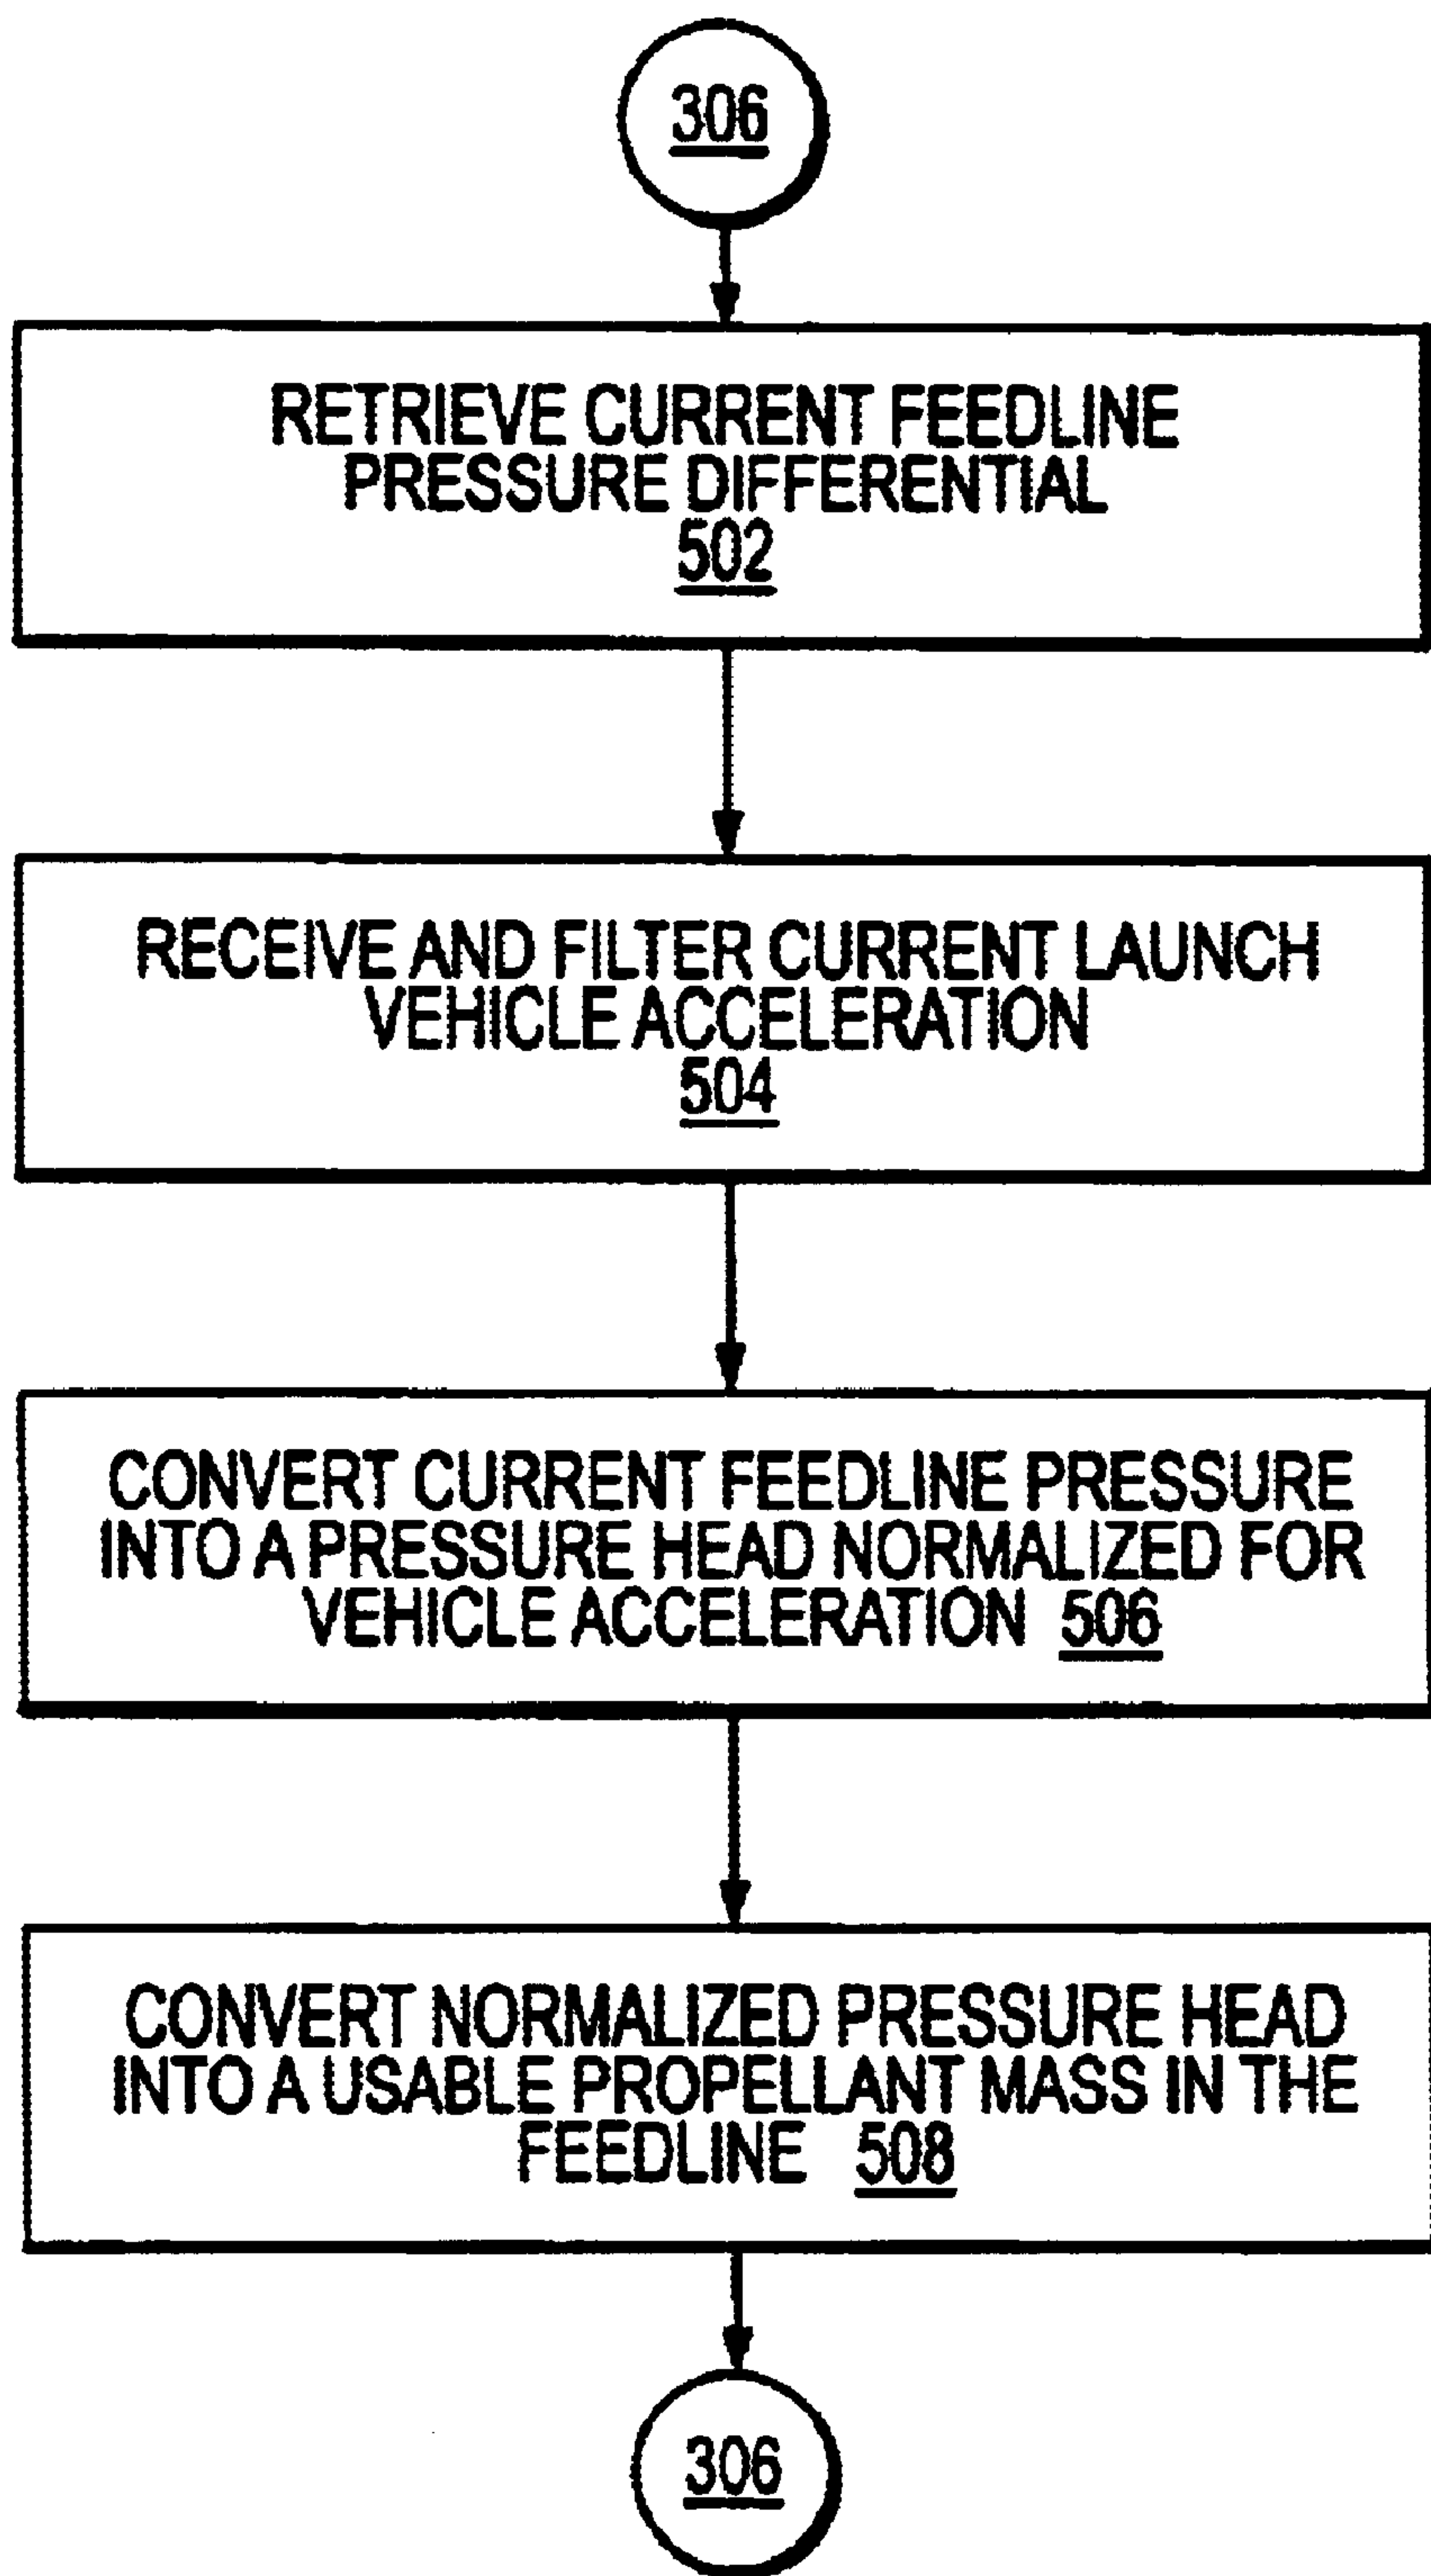 306
RETRIEVE CURRENT FEEDLINE
PRESSURE DIFFERENTIAL
502
RECEIVE AND FILTER CURRENT LAUNCH
VEHICLE ACCELERATION
504
CONVERT CURRENT FEEDLINE PRESSURE
INTO A PRESSURE HEAD NORMALIZED FOR
VEHICLE ACCELERATION 506
CONVERT NORMALIZED PRESSURE HEAD
INTO A USABLE PROPELLANT MASS IN THE
FEEDLINE 508
306